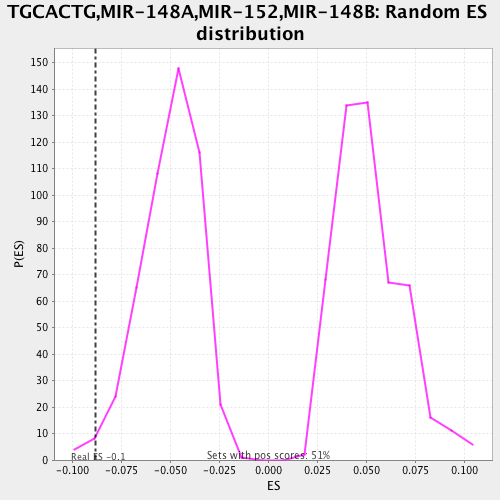 TGCACTG,MIR-148A,MIR-152,MIR-148B: Random ES
distribution
150
140
130
120
110
100
90
80
70
60
50
40
30
20
10
0
P(ES)
Real ES -0.1
Sets with pos scores: 51%
-0.100 -0.075 -0.050 -0.025 0.000 0.025 0.050 0.075 0.100
ES